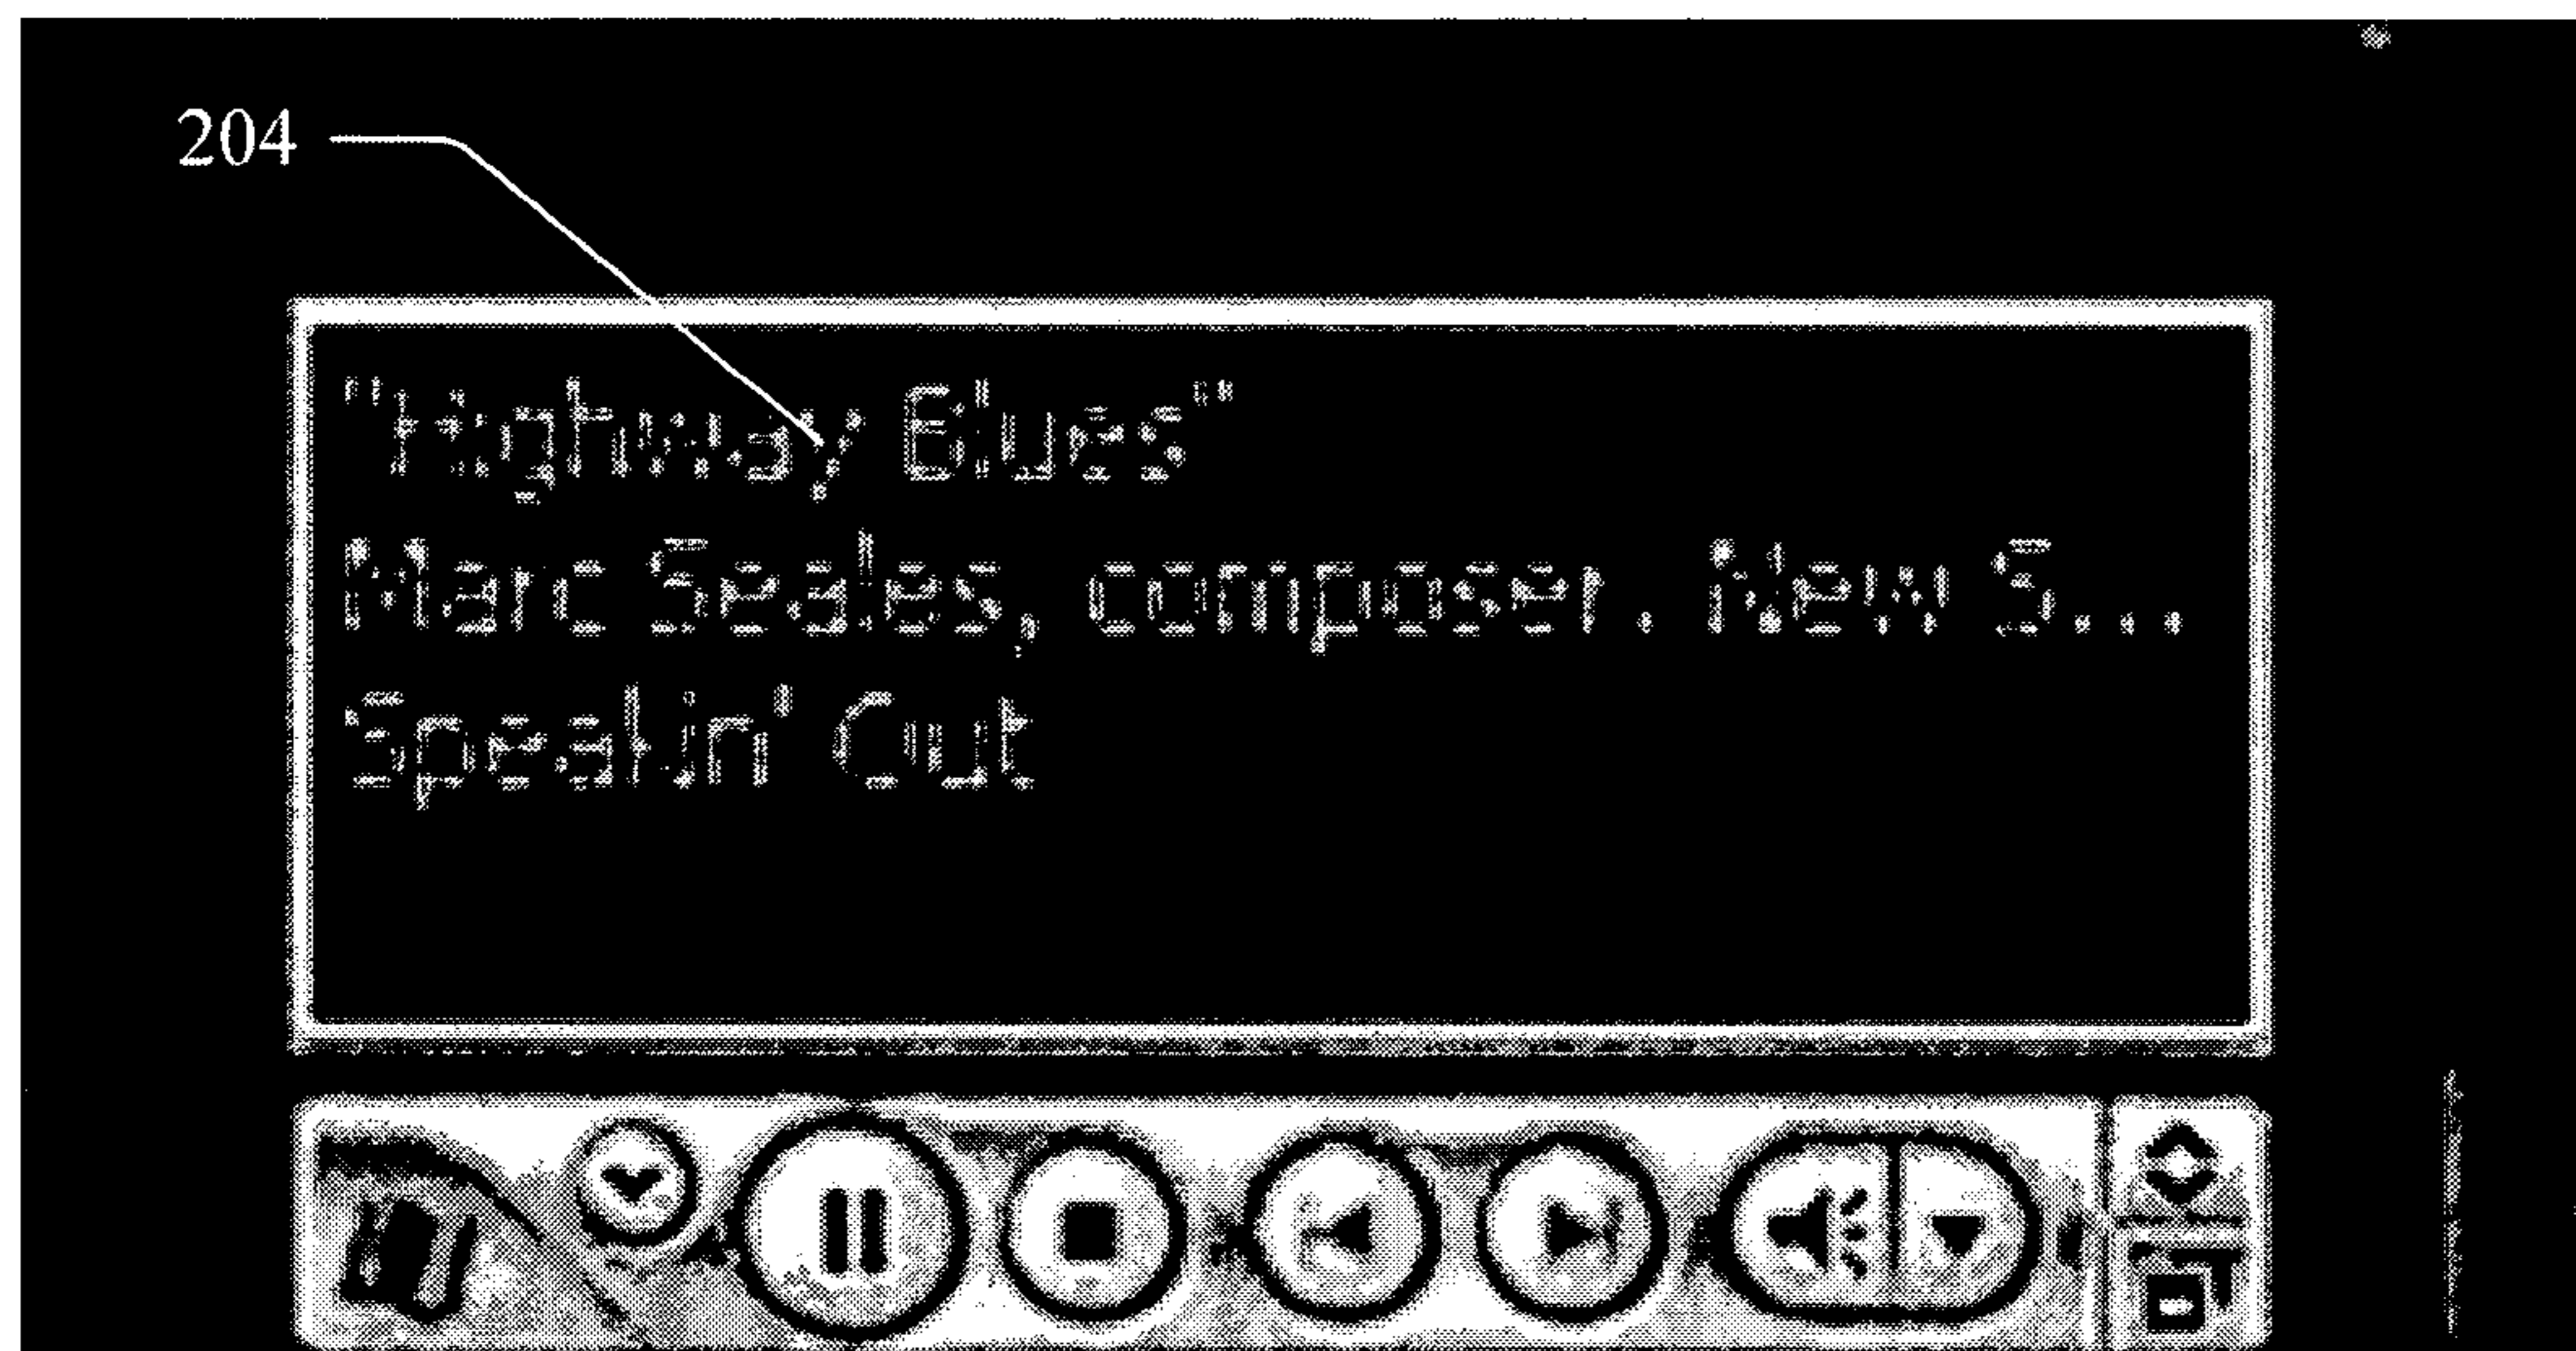 204
"Highway Blues"
Marc Seales, composer. New S...
Speakin' Out